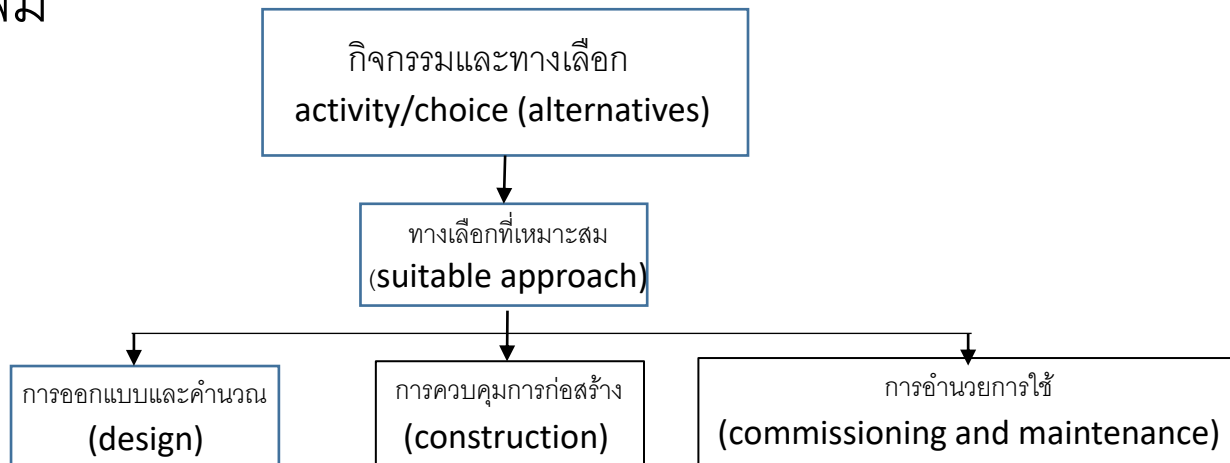 กิจกรรมและทางเลือก
activity/choice (alternatives)
ทางเลือกที่เหมาะสม
(suitable approach)
การออกแบบและคำนวณ
(design)
การควบคุมการก่อสร้าง
(construction)
การอำนวยการใช้
(commissioning and maintenance)